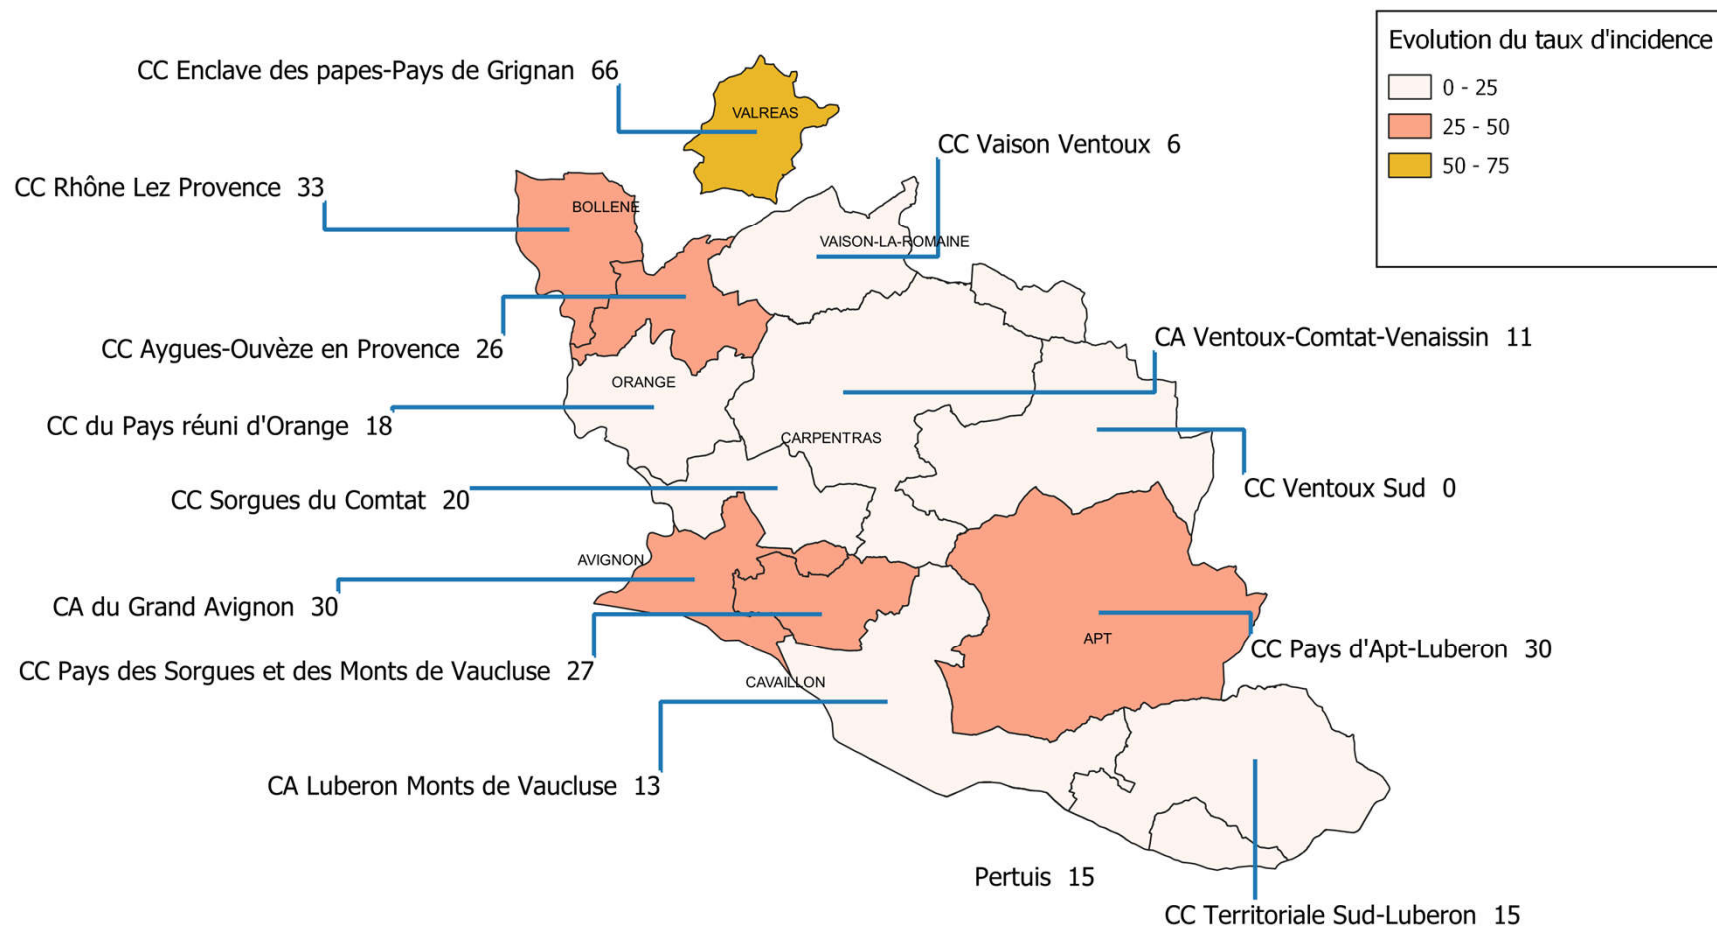 Evolution du taux d'incidence
0 - 25
25 - 50
50 - 75
CC Enclave des papes-Pays de Grignan 66
VALREAS
CC Vaison Ventoux 6
CC Rhône Lez Provence 33
BOLLENE
VAISON-LA-ROMAINE
CC Aygues-Ouvèze en Provence 26
CA Ventoux-Comtat-Venaissin 11
ORANGE
CC du Pays réuni d'Orange 18
CARPENTRAS
CC Sorgues du Comtat 20
CC Ventoux Sud 0
AVIGNON
CA du Grand Avignon 30
APT
CC Pays d'Apt-Luberon 30
CC Pays des Sorgues et des Monts de Vaucluse 27
CAVAILLON
CA Luberon Monts de Vaucluse 13
Pertuis 15
CC Territoriale Sud-Luberon 15